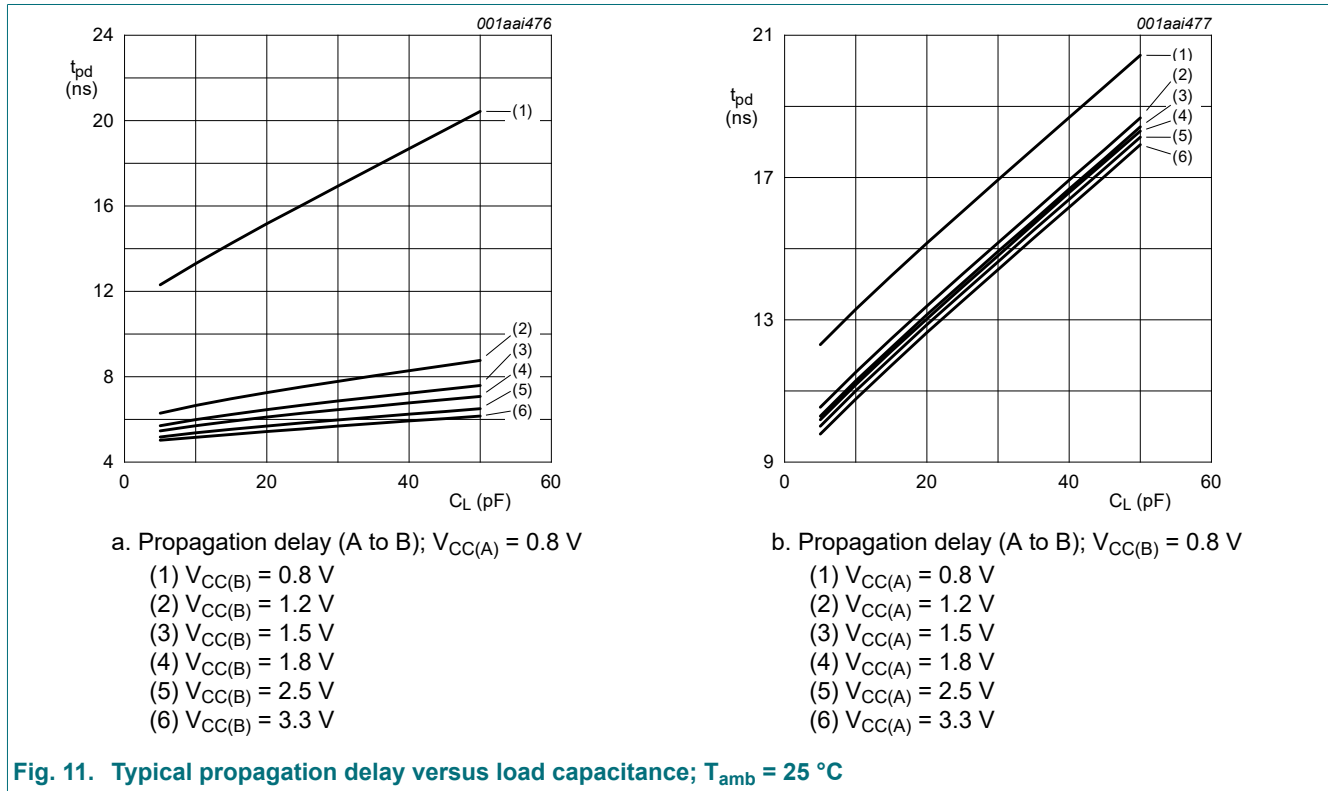 001aai476
24
t_pd
(ns)
20
16
12
8
4
0
20
40
60
C_L (pF)
(1)
(2)
(3)
(4)
(5)
(6)
a. Propagation delay (A to B); V_CC(A) = 0.8 V
(1) V_CC(B) = 0.8 V
(2) V_CC(B) = 1.2 V
(3) V_CC(B) = 1.5 V
(4) V_CC(B) = 1.8 V
(5) V_CC(B) = 2.5 V
(6) V_CC(B) = 3.3 V
001aai477
21
t_pd
(ns)
17
13
9
0
20
40
60
C_L (pF)
(1)
(2)
(3)
(4)
(5)
(6)
b. Propagation delay (A to B); V_CC(B) = 0.8 V
(1) V_CC(A) = 0.8 V
(2) V_CC(A) = 1.2 V
(3) V_CC(A) = 1.5 V
(4) V_CC(A) = 1.8 V
(5) V_CC(A) = 2.5 V
(6) V_CC(A) = 3.3 V
Fig. 11. Typical propagation delay versus load capacitance; T_amb = 25 °C